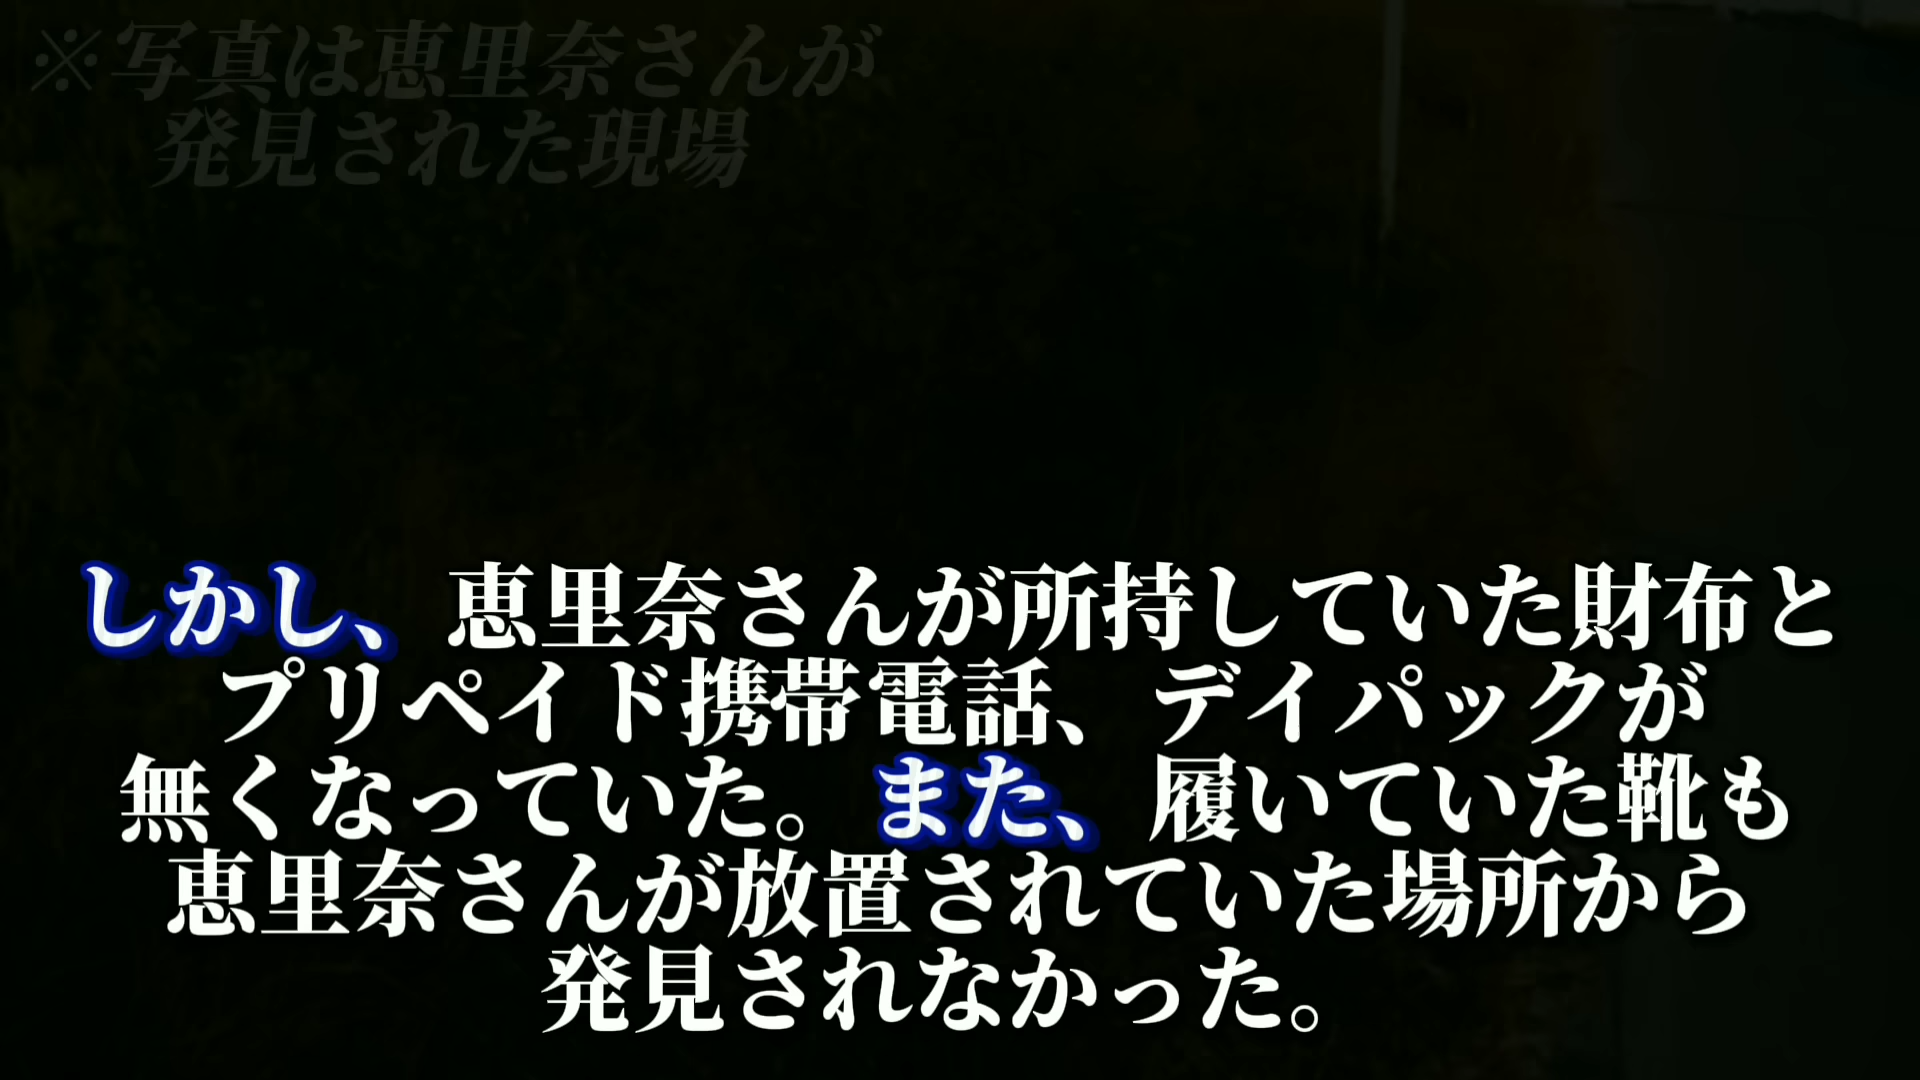 ※写真は恵里奈さんが
発見された現場
しかし、恵里奈さんが所持していた財布と
プリペイド携帯電話、デイパックが
無くなっていた。また、履いていた靴も
恵里奈さんが放置されていた場所から
発見されなかった。